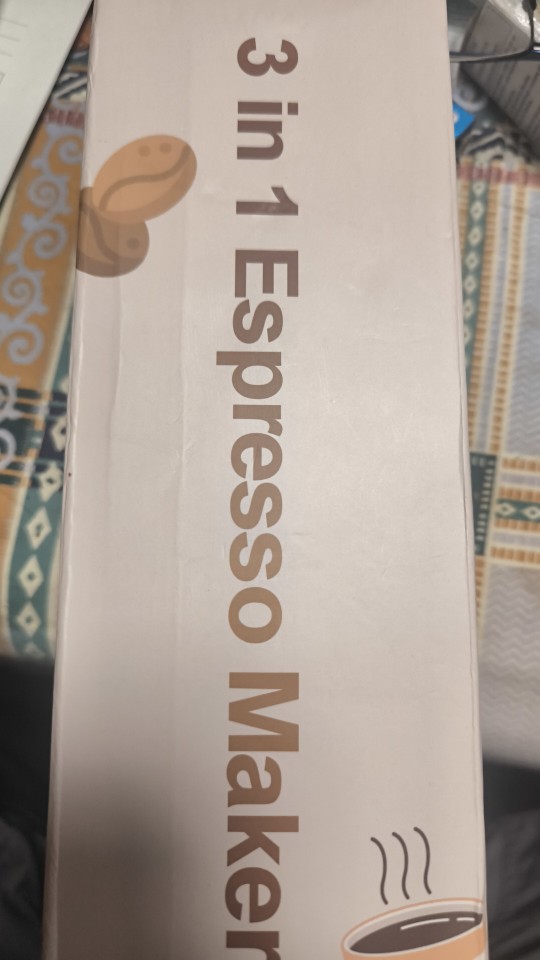 3 in 1 Espresso Maker